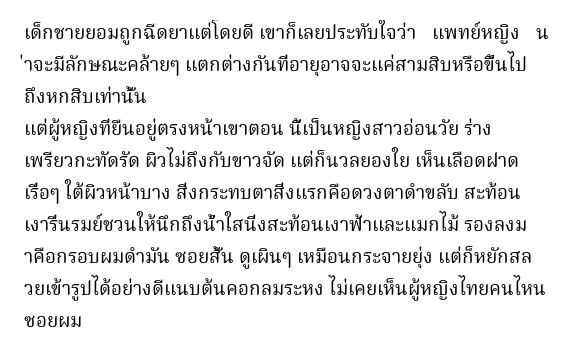 เด็กชายยอมถูกฉีดยาแต่โดยดี เขาก็เลยประทับใจว่า แพทย์หญิง น
่าจะมีลักษณะคล้ายๆ แตกต่างกันที่อายุอาจจะแค่สามสิบหรือขึ้นไป
ถึงหกสิบเท่านั้น
แต่ผู้หญิงที่ยืนอยู่ตรงหน้าเขาตอน นี้เป็นหญิงสาวอ่อนวัย ร่าง
เพรียวกะทัดรัด ผิวไม่ถึงกับขาวจัด แต่ก็นวลยองใย เห็นเลือดฝาด
เรื่อๆ ใต้ผิวหน้าบาง สิ่งกระทบตาสิ่งแรกคือดวงตาดำขลับ สะท้อน
เงารื่นรมย์ชวนให้นึกถึงน้ำใสนิ่งสะท้อนเงาฟ้าและแมกไม้ รองลงม
าคือกรอบผมดำมัน ซอยสั้น ดูเผินๆ เหมือนกระจายยุ่ง แต่ก็หยักสล
วยเข้ารูปได้อย่างดีแนบต้นคอกลมระหง ไม่เคยเห็นผู้หญิงไทยคนไหน
ซอยผม